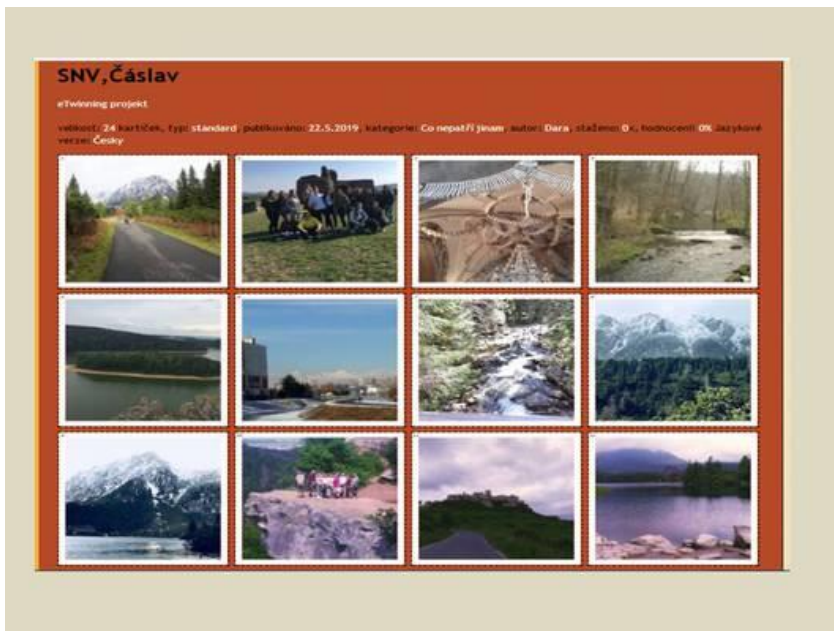 SNV,Čáslav
eTwinning projekt
velikost: 24 kartiček, typ: standard, publikováno: 22.5.2019, kategorie: Co nepatří jinam, autor: Dara, staženo: 0x, hodnocení: 0% Jazykové
verze: Česky